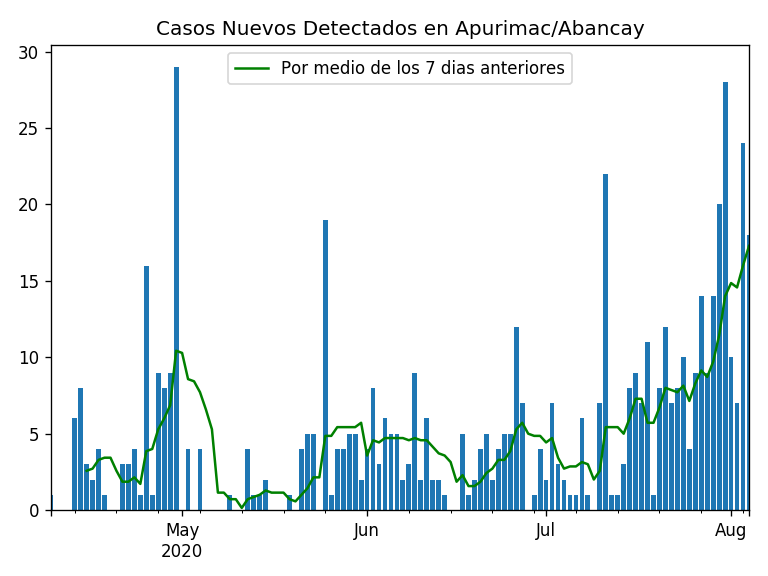 Casos Nuevos Detectados en Apurimac/Abancay
Por medio de los 7 dias anteriores
30
25
20
15
10
5
0
May
2020
Jun
Jul
Aug